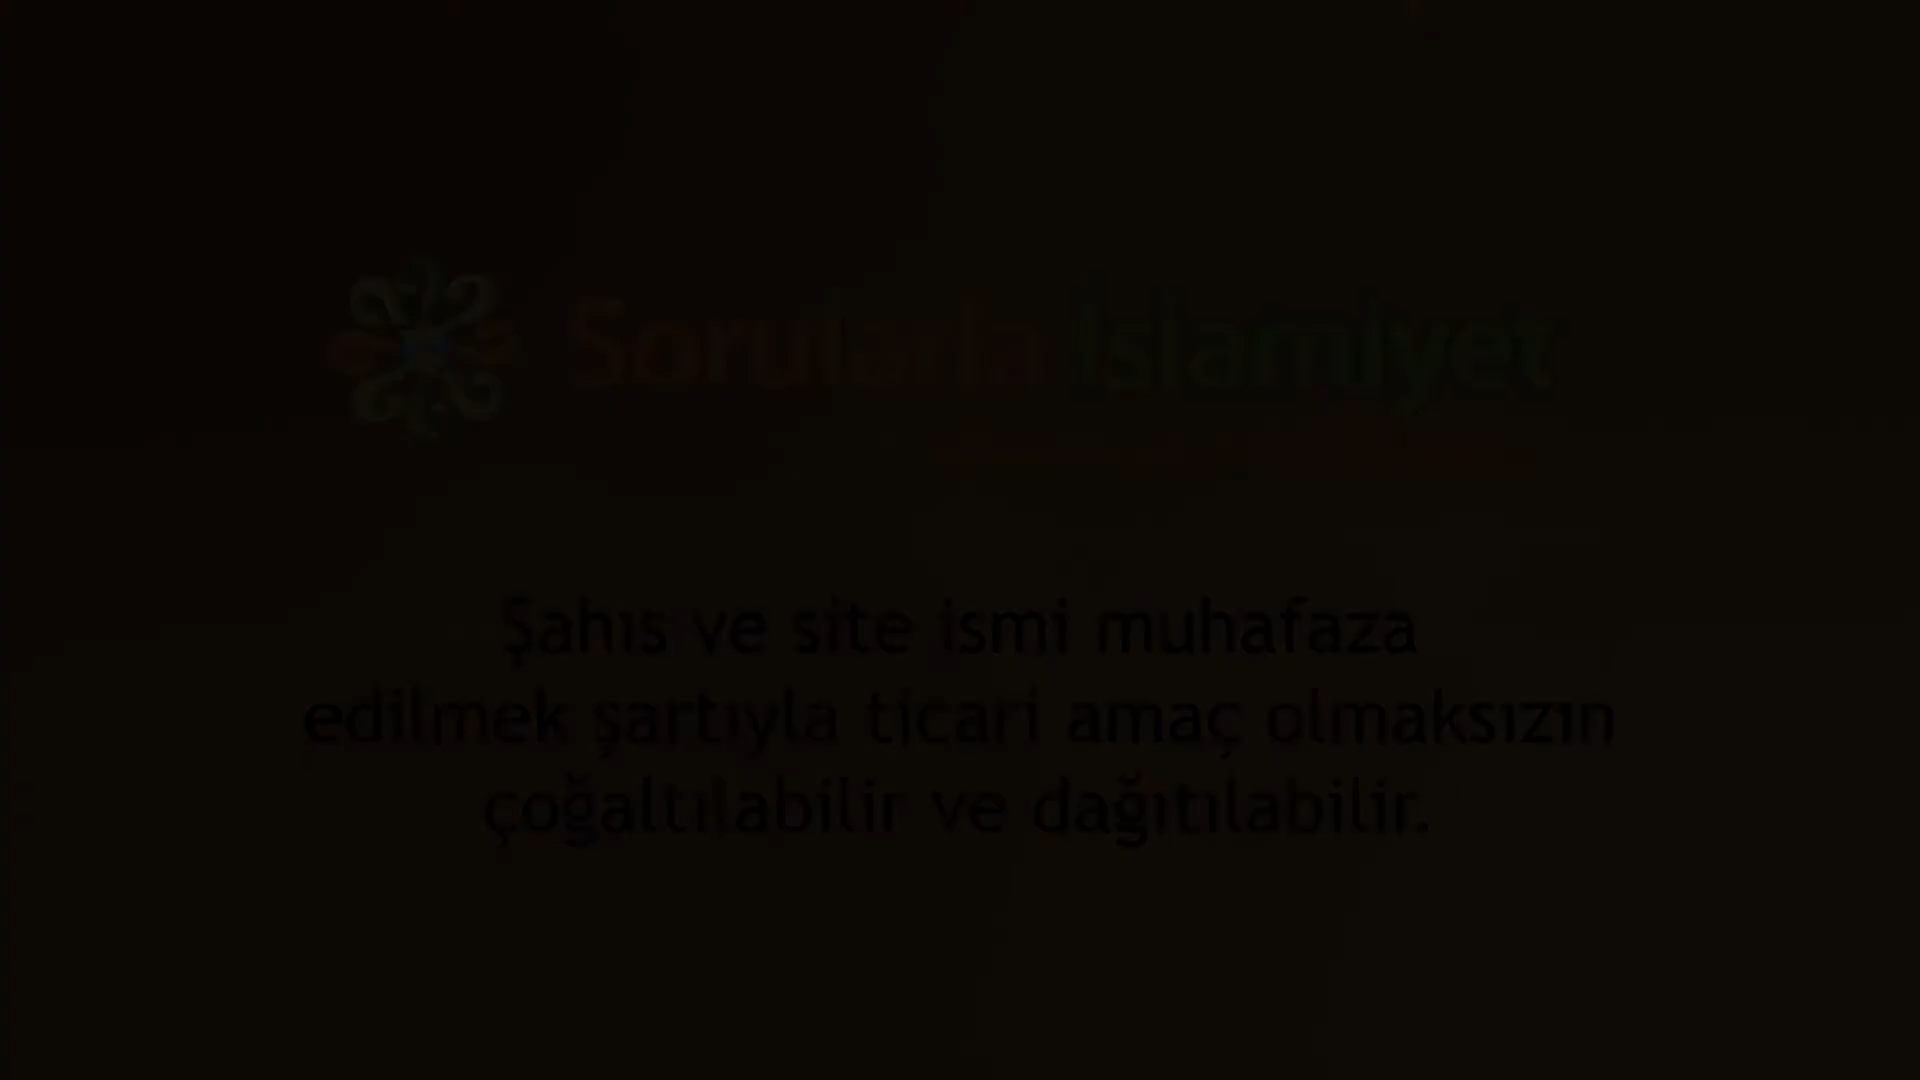 Sorularla İslamiyet
Şahıs ve site ismi muhafaza
edilmek şartıyla ticari amaç olmaksızın
çoğaltılabilir ve dağıtılabilir.